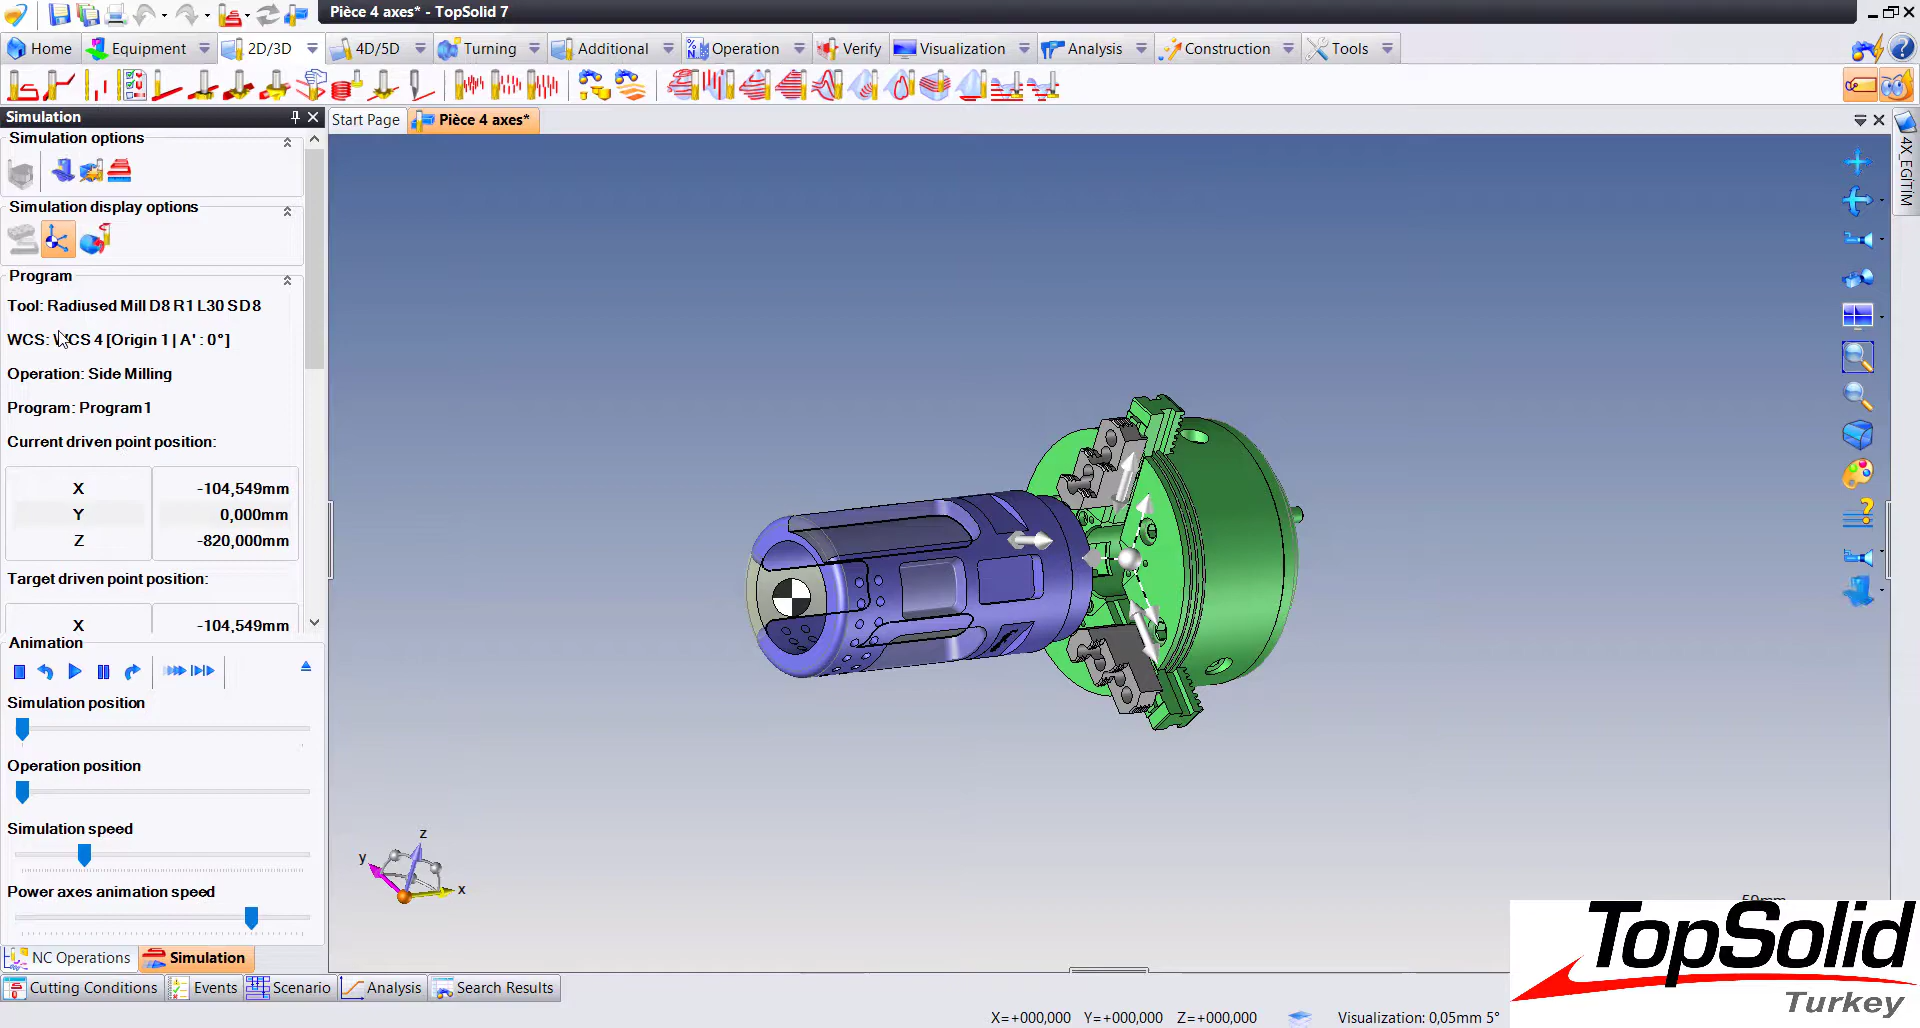 Pièce 4 axes* - TopSolid 7
Home
Equipment
2D/3D
4D/5D
Turning
Additional
Operation
Verify
Visualization
Analysis
Construction
Tools
Simulation
Start Page
Pièce 4 axes*
4X_EGİTİM
Simulation options
Simulation display options
Program
Tool: Radiused Mill D8 R1 L30 SD8
WCS: WCS 4 [Origin 1 | A' : 0°]
Operation: Side Milling
Program: Program1
Current driven point position:
X -104,549mm
Y 0,000mm
Z -820,000mm
Target driven point position:
X -104,549mm
Animation
Simulation position
Operation position
Simulation speed
Power axes animation speed
z
y
x
50mm
NC Operations
Simulation
Cutting Conditions
Events
Scenario
Analysis
Search Results
X=+000,000 Y=+000,000 Z=+000,000
Visualization: 0,05mm 5°
TopSolid
Turkey